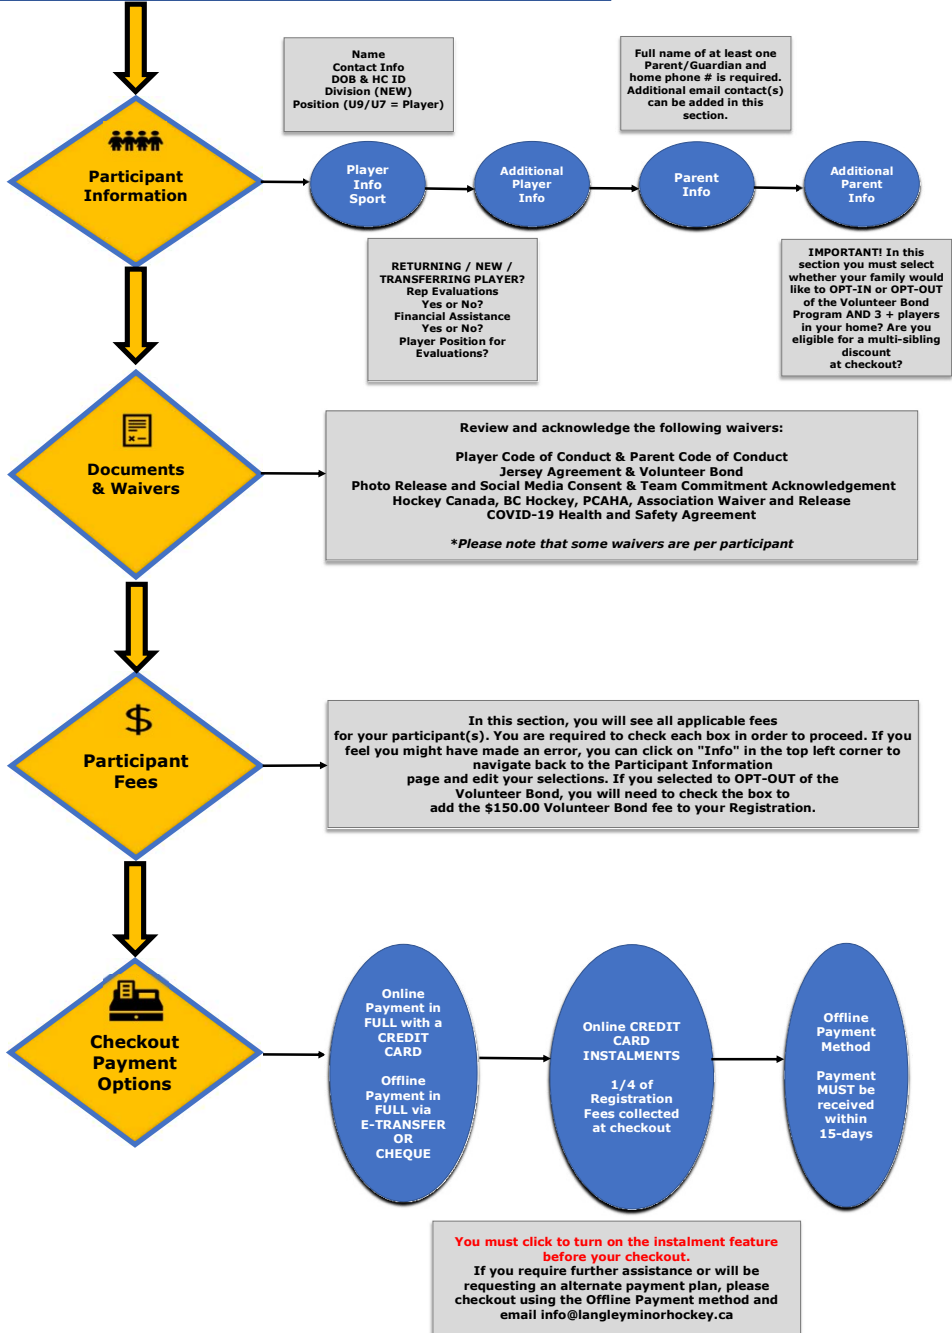 Name
Contact Info
DOB & HC ID
Division (NEW)
Position (U9/U7 = Player)
Full name of at least one
Parent/Guardian and
home phone # is required.
Additional email contact(s)
can be added in this
section.
Participant
Information
Player
Info
Sport
Additional
Player
Info
Parent
Info
Additional
Parent
Info
RETURNING / NEW /
TRANSFERRING PLAYER?
Rep Evaluations
Yes or No?
Financial Assistance
Yes or No?
Player Position for
Evaluations?
IMPORTANT! In this
section you must select
whether your family would
like to OPT-IN or OPT-OUT
of the Volunteer Bond
Program AND 3 + players
in your home? Are you
eligible for a multi-sibling
discount
at checkout?
Documents
& Waivers
Review and acknowledge the following waivers:
Player Code of Conduct & Parent Code of Conduct
Jersey Agreement & Volunteer Bond
Photo Release and Social Media Consent & Team Commitment Acknowledgement
Hockey Canada, BC Hockey, PCAHA, Association Waiver and Release
COVID-19 Health and Safety Agreement
*Please note that some waivers are per participant
$
Participant
Fees
In this section, you will see all applicable fees
for your participant(s). You are required to check each box in order to proceed. If you
feel you might have made an error, you can click on "Info" in the top left corner to
navigate back to the Participant Information
page and edit your selections. If you selected to OPT-OUT of the
Volunteer Bond, you will need to check the box to
add the $150.00 Volunteer Bond fee to your Registration.
Checkout
Payment
Options
Online
Payment in
FULL with a
CREDIT
CARD
Offline
Payment in
FULL via
E-TRANSFER
OR
CHEQUE
Online CREDIT
CARD
INSTALMENTS
1/4 of
Registration
Fees collected
at checkout
Offline
Payment
Method
Payment
MUST be
received
within
15-days
You must click to turn on the instalment feature
before your checkout.
If you require further assistance or will be
requesting an alternate payment plan, please
checkout using the Offline Payment method and
email info@langleyminorhockey.ca